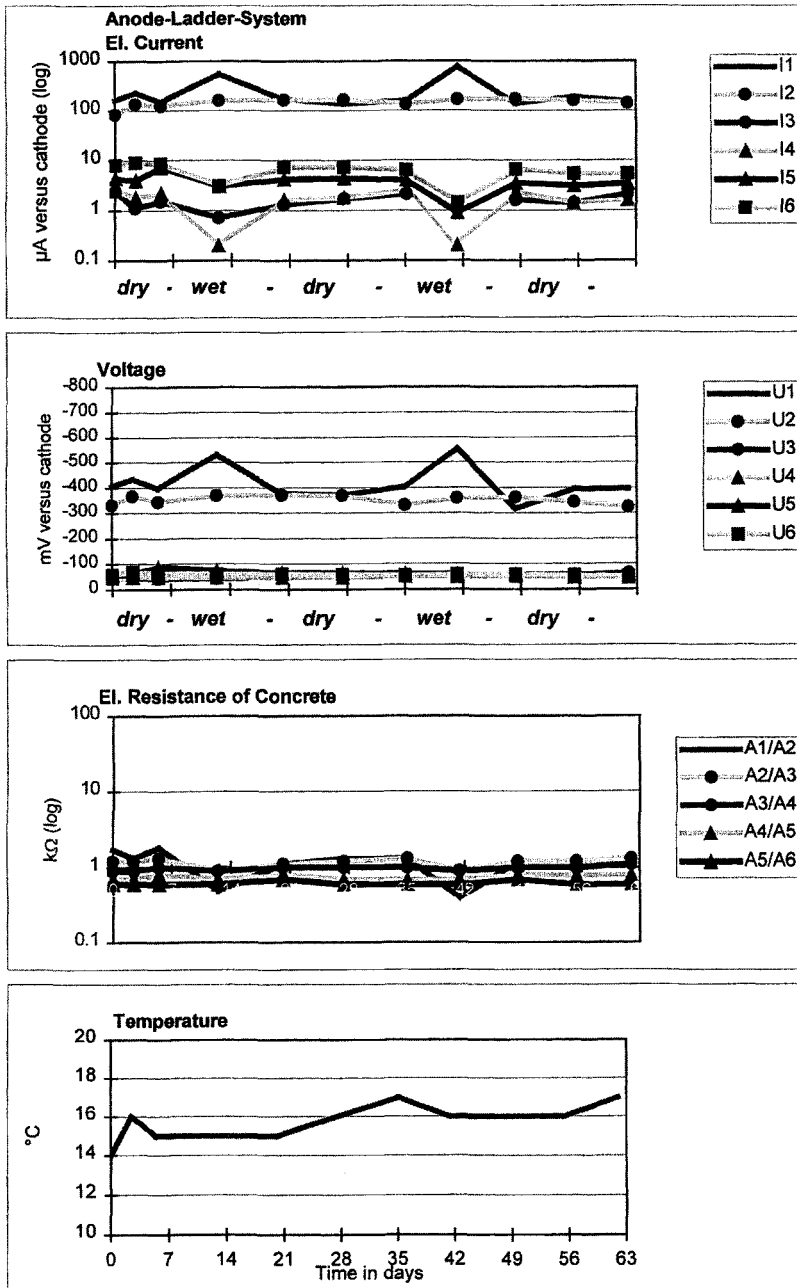 Anode-Ladder-System
El. Current
µA versus cathode (log)
1000
100
10
1
0.1
dry - wet - dry - wet - dry -
I1
I2
I3
I4
I5
I6
Voltage
mV versus cathode
-800
-700
-600
-500
-400
-300
-200
-100
0
dry - wet - dry - wet - dry -
U1
U2
U3
U4
U5
U6
El. Resistance of Concrete
kΩ (log)
100
10
1
0.1
42
A1/A2
A2/A3
A3/A4
A4/A5
A5/A6
Temperature
°C
20
18
16
14
12
10
0 7 14 21 28 35 42 49 56 63
Time in days